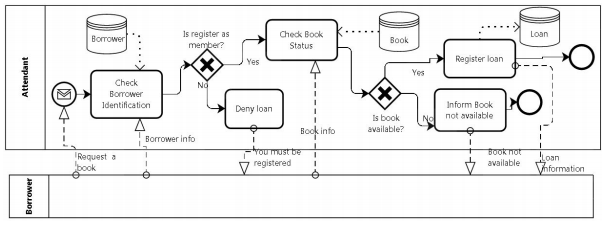 Attendant
Borrower
Is register as
member?
Check Book
Status
Book
Loan
Check
Borrower
Identification
Yes
No
Deny loan
Register loan
Yes
No
Is book
available?
Inform Book
not available
Request a
book
Borrower info
You must be
registered
Book info
Book not
available
Loan
information
Borrower